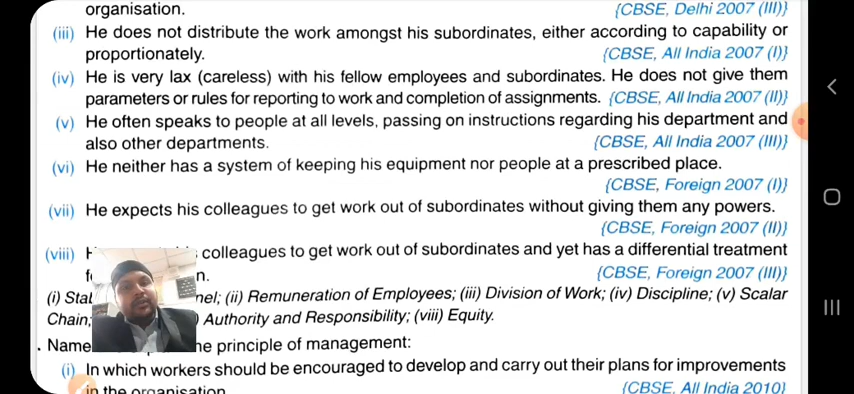 organisation. {CBSE, Delhi 2007 (III)}
(iii) He does not distribute the work amongst his subordinates, either according to capability or
proportionately. {CBSE, All India 2007 (I)}
(iv) He is very lax (careless) with his fellow employees and subordinates. He does not give them
parameters or rules for reporting to work and completion of assignments. {CBSE, All India 2007 (II)}
(v) He often speaks to people at all levels, passing on instructions regarding his department and
also other departments. {CBSE, All India 2007 (III)}
(vi) He neither has a system of keeping his equipment nor people at a prescribed place.
{CBSE, Foreign 2007 (I)}
(vii) He expects his colleagues to get work out of subordinates without giving them any powers.
{CBSE, Foreign 2007 (II)}
(viii) colleagues to get work out of subordinates and yet has a differential treatment
{CBSE, Foreign 2007 (III)}
(i) (ii) Remuneration of Employees; (iii) Division of Work; (iv) Discipline; (v) Scalar
Chain; Authority and Responsibility; (viii) Equity.
. Name principle of management:
(i) In which workers should be encouraged to develop and carry out their plans for improvements
in the organisation {CBSE, All India 2010}